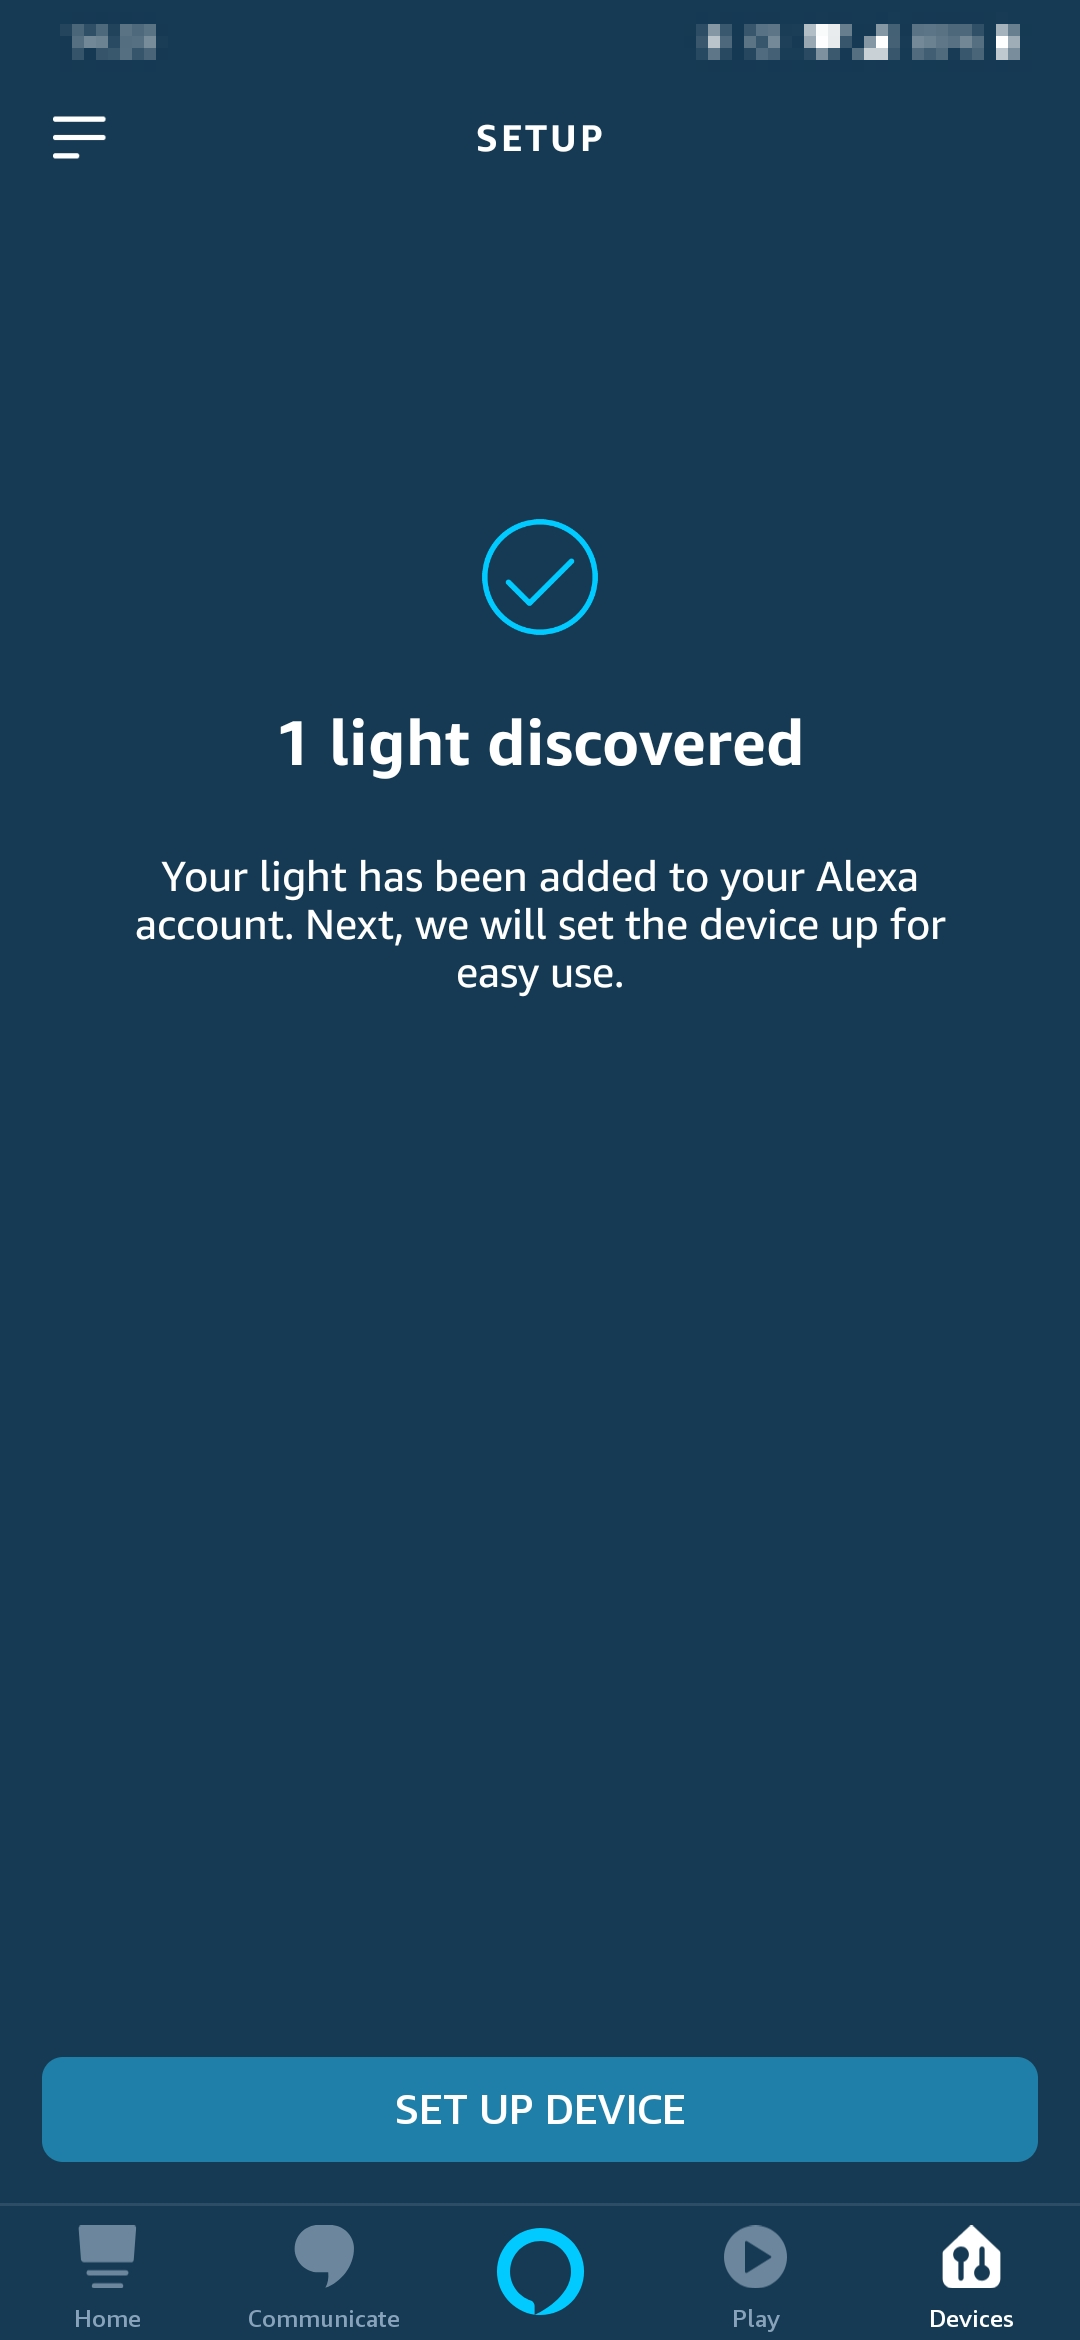 SETUP
1 light discovered
Your light has been added to your Alexa
account. Next, we will set the device up for
easy use.
SET UP DEVICE
Home
Communicate
Play
Devices